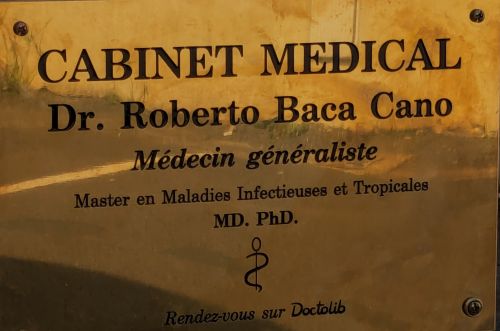 CABINET MEDICAL
Dr. Roberto Baca Cano
Médecin généraliste
Master en Maladies Infectieuses et Tropicales
MD. PhD.
Rendez-vous sur Doctolib